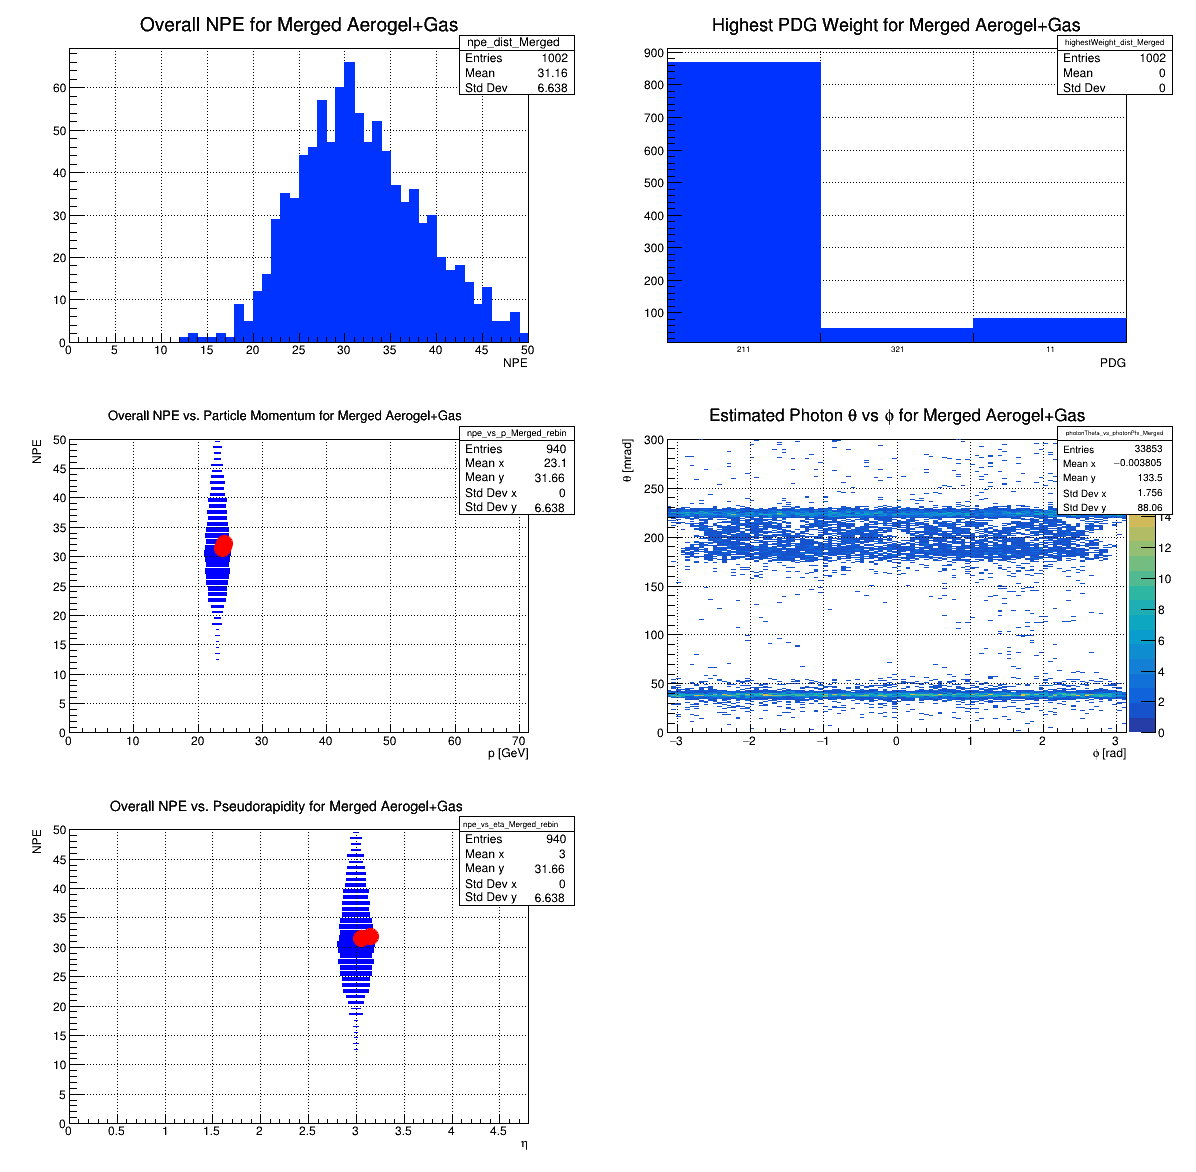 Overall NPE for Merged Aerogel+Gas
npe_dist_Merged
Entries 1002
Mean 31.16
Std Dev 6.638
60
50
40
30
20
10
0
0 5 10 15 20 25 30 35 40 45 50
NPE
Highest PDG Weight for Merged Aerogel+Gas
highestWeight_dist_Merged
Entries 1002
Mean 0
Std Dev 0
900
800
700
600
500
400
300
200
100
211 321 11
PDG
Overall NPE vs. Particle Momentum for Merged Aerogel+Gas
NPE
npe_vs_p_Merged_rebin
Entries 940
Mean x 23.1
Mean y 31.66
Std Dev x 0
Std Dev y 6.638
50
45
40
35
30
25
20
15
10
5
0
0 10 20 30 40 50 60 70
p [GeV]
Estimated Photon θ vs ϕ for Merged Aerogel+Gas
θ [mrad]
photonTheta_vs_photonPhi_Merged
Entries 33853
Mean x −0.003805
Mean y 133.5
Std Dev x 1.756
Std Dev y 88.06
300
250
200
150
100
50
0
−3 −2 −1 0 1 2 3
ϕ [rad]
14
12
10
8
6
4
2
0
Overall NPE vs. Pseudorapidity for Merged Aerogel+Gas
NPE
npe_vs_eta_Merged_rebin
Entries 940
Mean x 3
Mean y 31.66
Std Dev x 0
Std Dev y 6.638
50
45
40
35
30
25
20
15
10
5
0
0 0.5 1 1.5 2 2.5 3 3.5 4 4.5
η